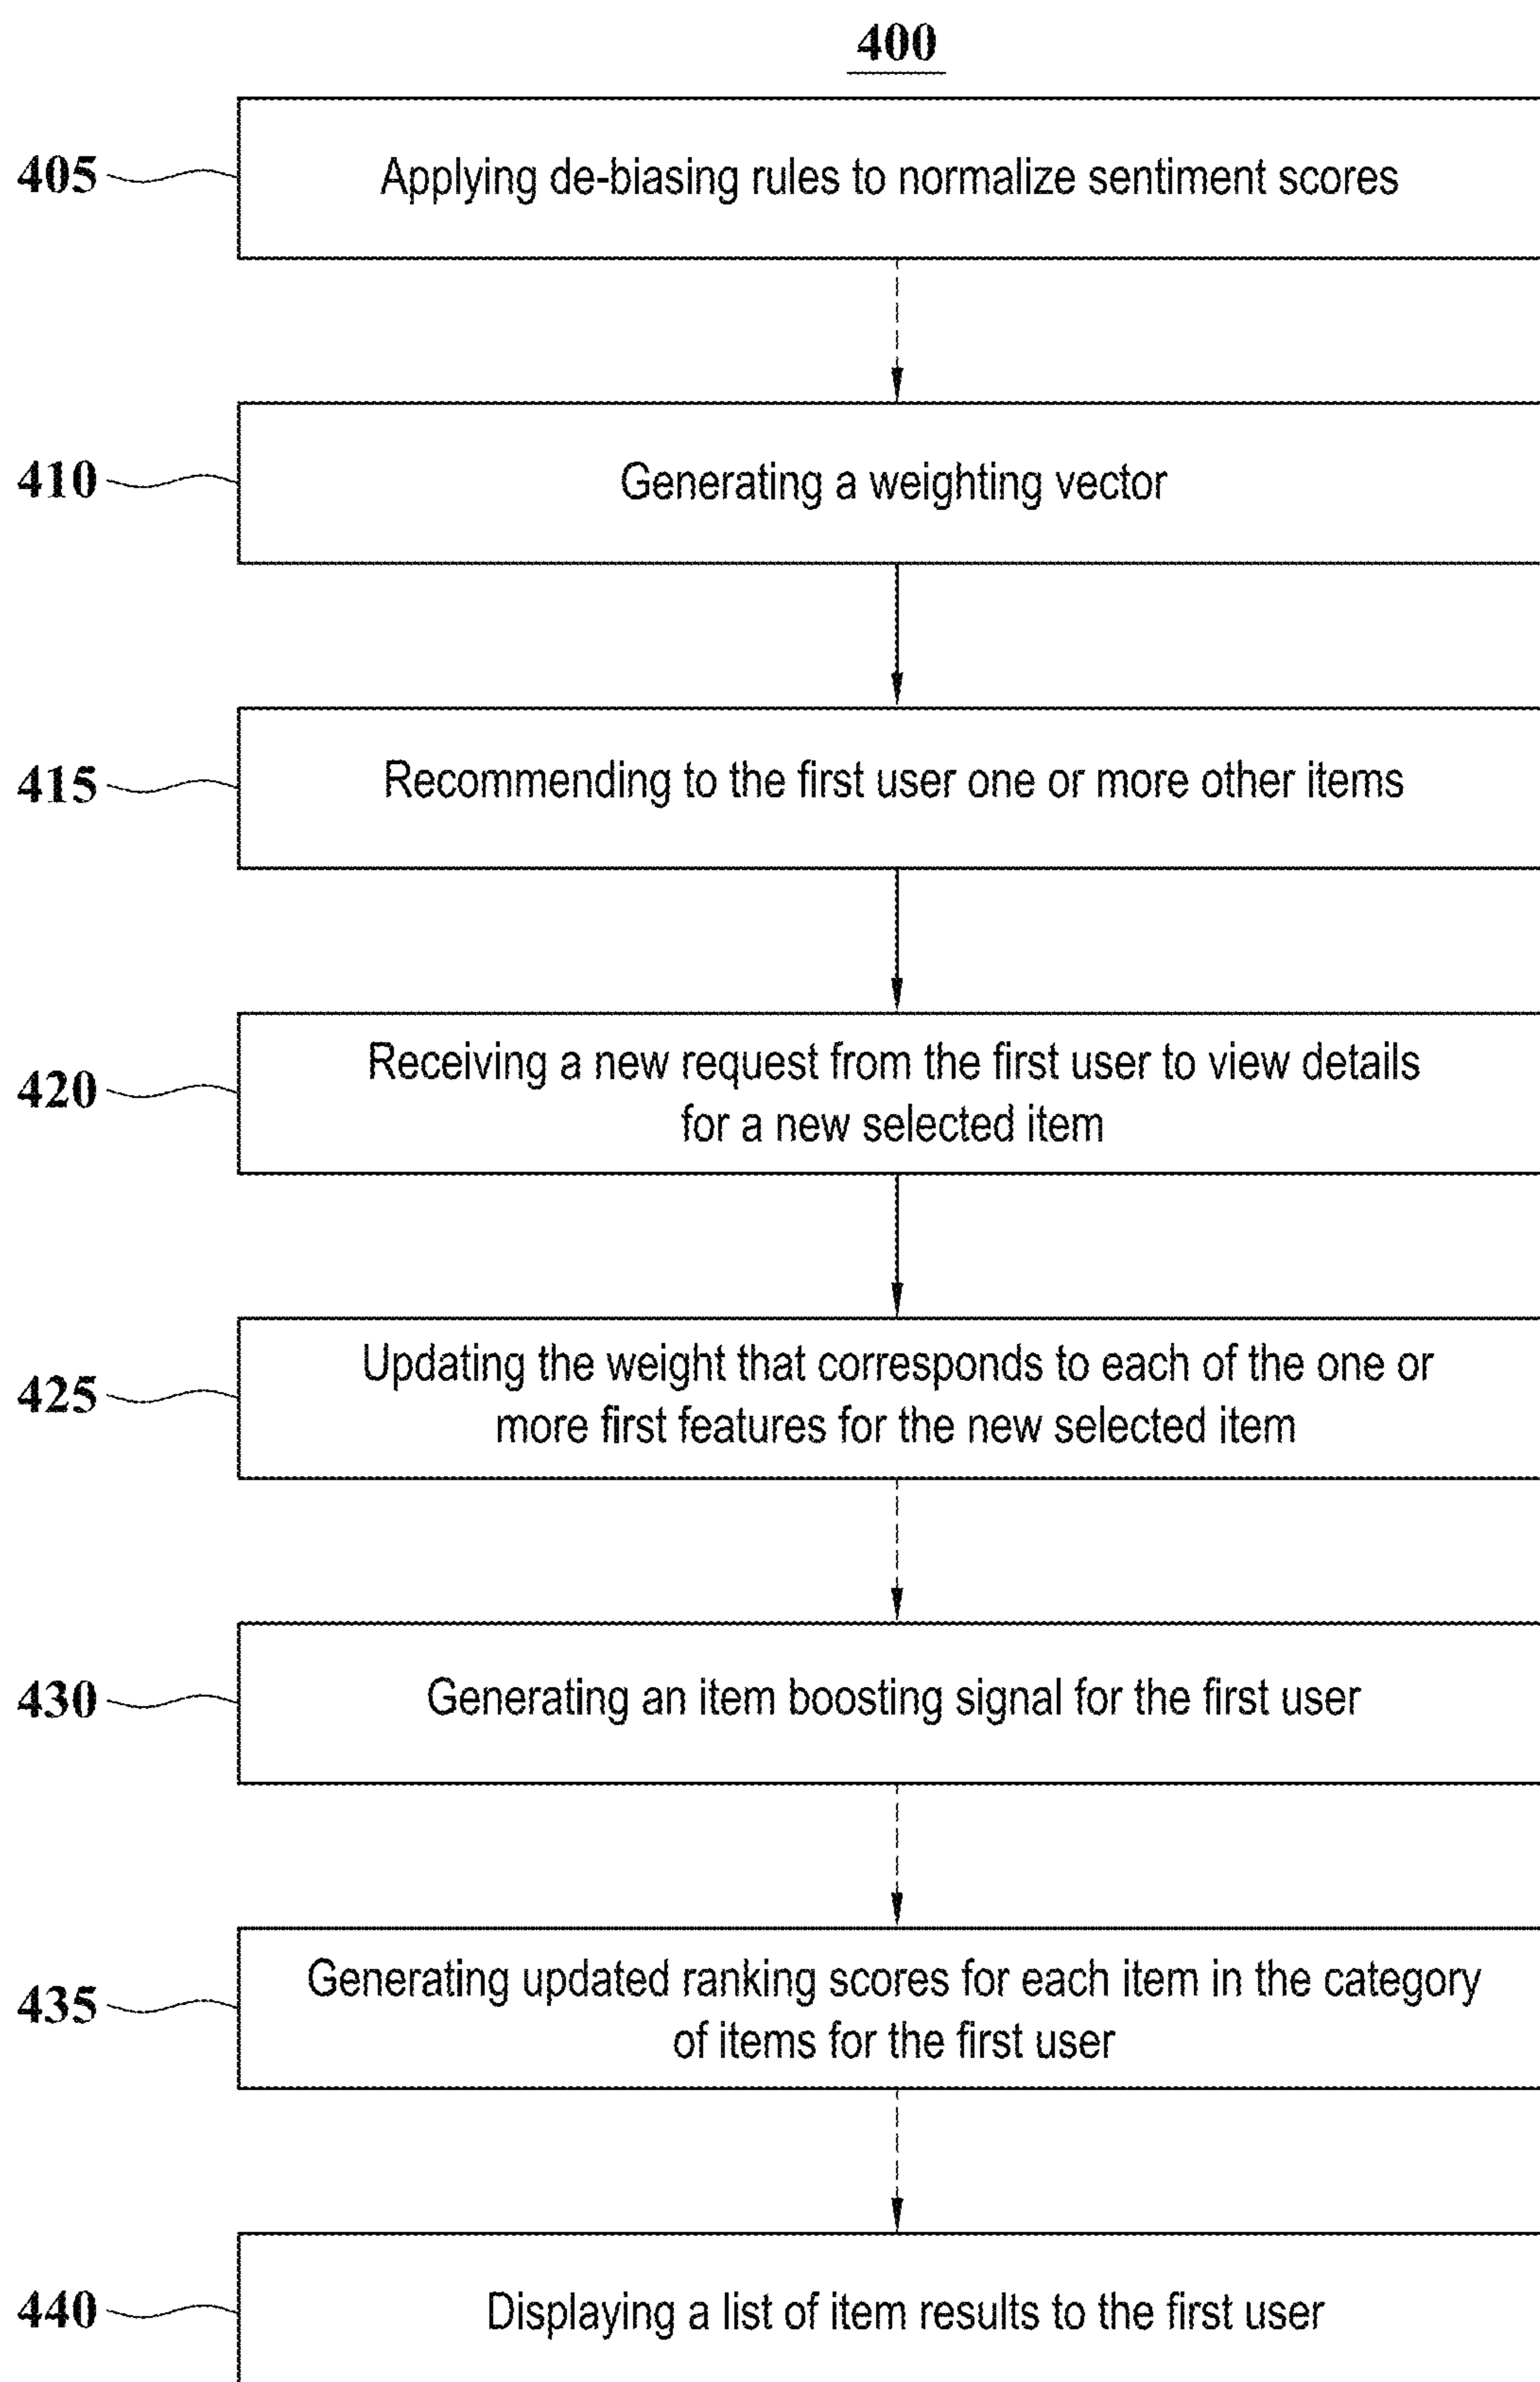 400
405
Applying de-biasing rules to normalize sentiment scores
410
Generating a weighting vector
415
Recommending to the first user one or more other items
420
Receiving a new request from the first user to view details
for a new selected item
425
Updating the weight that corresponds to each of the one or
more first features for the new selected item
430
Generating an item boosting signal for the first user
435
Generating updated ranking scores for each item in the category
of items for the first user
440
Displaying a list of item results to the first user